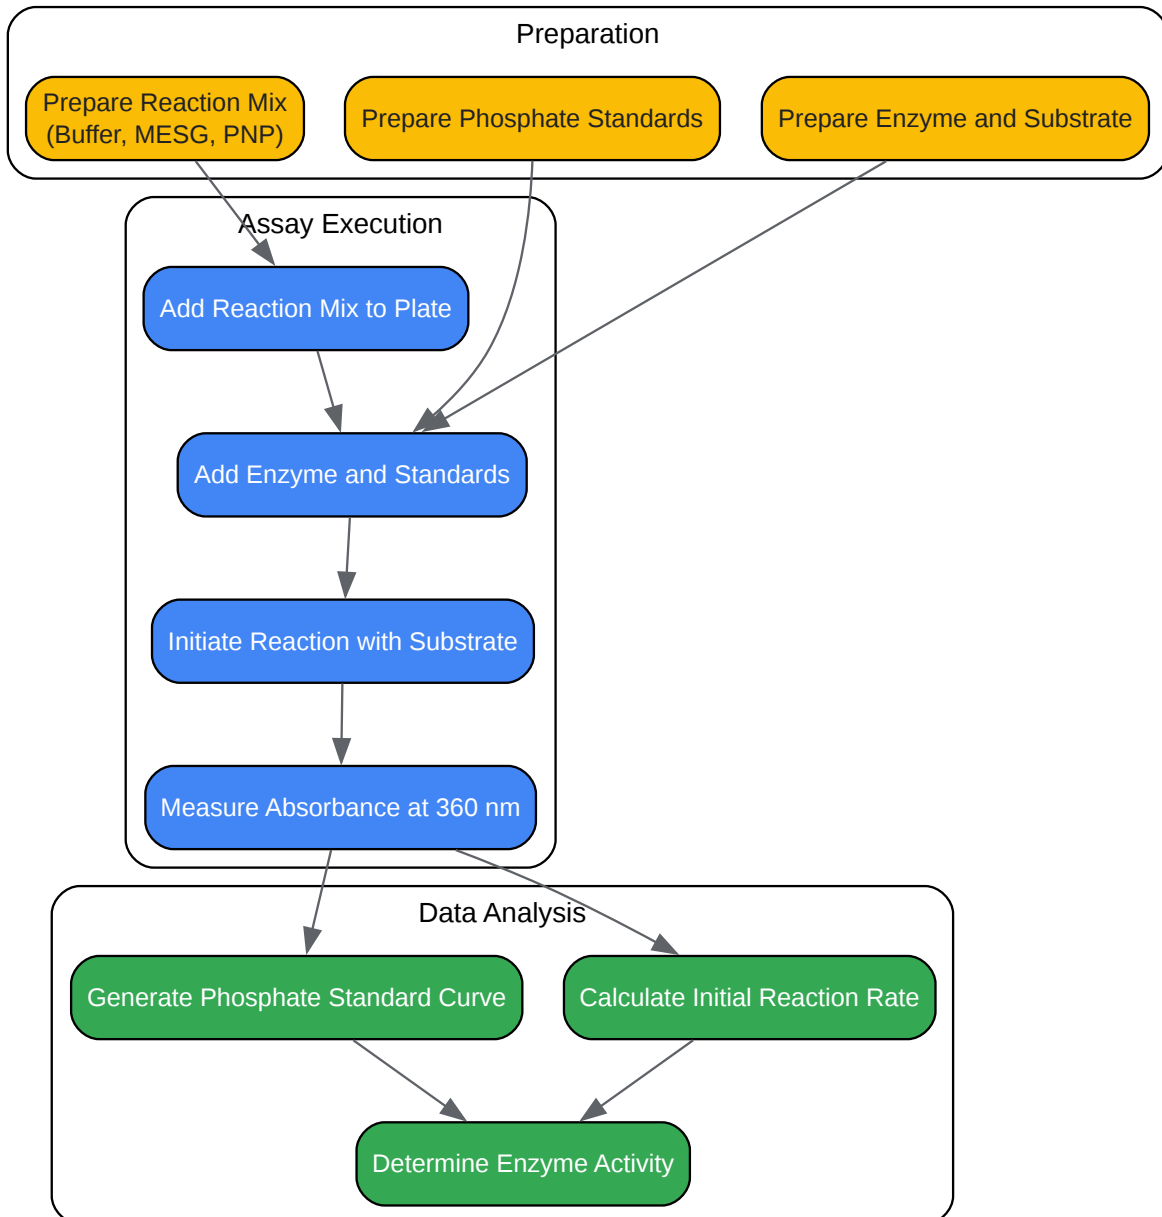 Preparation
Prepare Reaction Mix
(Buffer, MESG, PNP)
Prepare Phosphate Standards
Prepare Enzyme and Substrate
Assay Execution
Add Reaction Mix to Plate
Add Enzyme and Standards
Initiate Reaction with Substrate
Measure Absorbance at 360 nm
Data Analysis
Generate Phosphate Standard Curve
Calculate Initial Reaction Rate
Determine Enzyme Activity